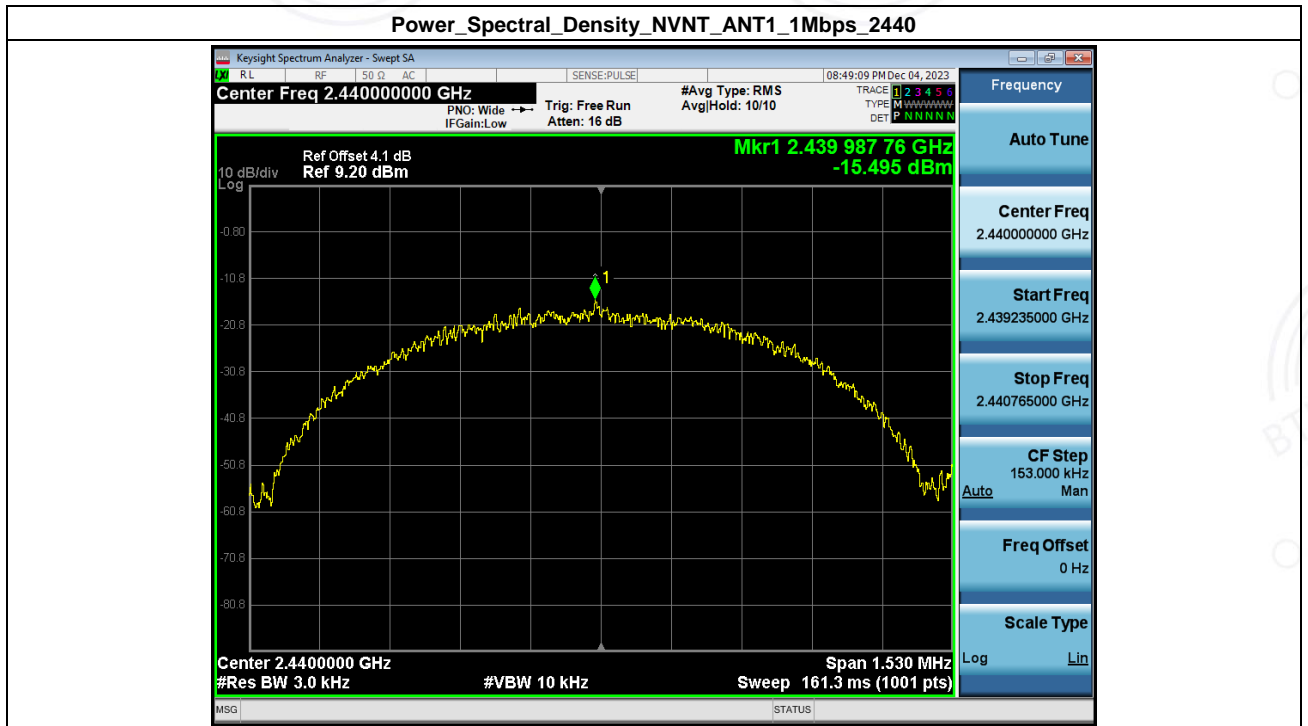 Power_Spectral_Density_NVNT_ANT1_1Mbps_2440
Keysight Spectrum Analyzer - Swept SA
LXI RL RF 50 Ω AC SENSE:PULSE 08:49:09 PM Dec 04, 2023
Center Freq 2.440000000 GHz
PNO: Wide
IFGain:Low
Trig: Free Run
Atten: 16 dB
#Avg Type: RMS
Avg|Hold: 10/10
TRACE 1 2 3 4 5 6
TYPE M WWWWW
DET P N N N N N
Mkr1 2.439 987 76 GHz
-15.495 dBm
Ref Offset 4.1 dB
10 dB/div Ref 9.20 dBm
Log
-0.80
-10.8
1
-20.8
-30.8
-40.8
-50.8
-60.8
-70.8
-80.8
Center 2.4400000 GHz Span 1.530 MHz
#Res BW 3.0 kHz #VBW 10 kHz Sweep 161.3 ms (1001 pts)
MSG STATUS
Frequency
Auto Tune
Center Freq
2.440000000 GHz
Start Freq
2.439235000 GHz
Stop Freq
2.440765000 GHz
CF Step
153.000 kHz
Auto Man
Freq Offset
0 Hz
Scale Type
Log Lin